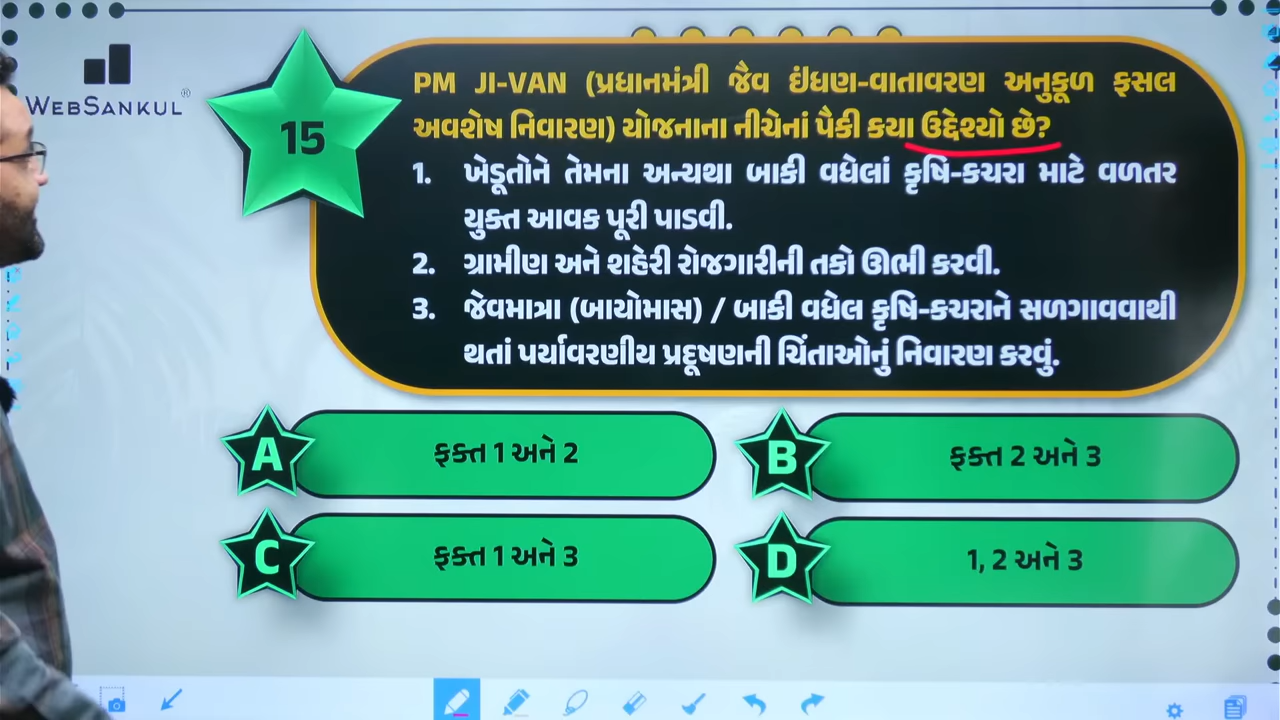 WEBSANKUL®
15
PM JI-VAN (પ્રધાનમંત્રી જૈવ ઇંધણ-વાતાવરણ અનુકૂળ ફસલ
અવશેષ નિવારણ) યોજનાના નીચેનાં પૈકી કયા ઉદ્દેશ્યો છે?
1. ખેડૂતોને તેમના અન્યથા બાકી વધેલાં કૃષિ-કચરા માટે વળતર
યુક્ત આવક પૂરી પાડવી.
2. ગ્રામીણ અને શહેરી રોજગારીની તકો ઊભી કરવી.
3. જૈવમાત્રા (બાયોમાસ) / બાકી વધેલ કૃષિ-કચરાને સળગાવવાથી
થતાં પર્યાવરણીય પ્રદૂષણની ચિંતાઓનું નિવારણ કરવું.
A ફક્ત 1 અને 2
B ફક્ત 2 અને 3
C ફક્ત 1 અને 3
D 1, 2 અને 3